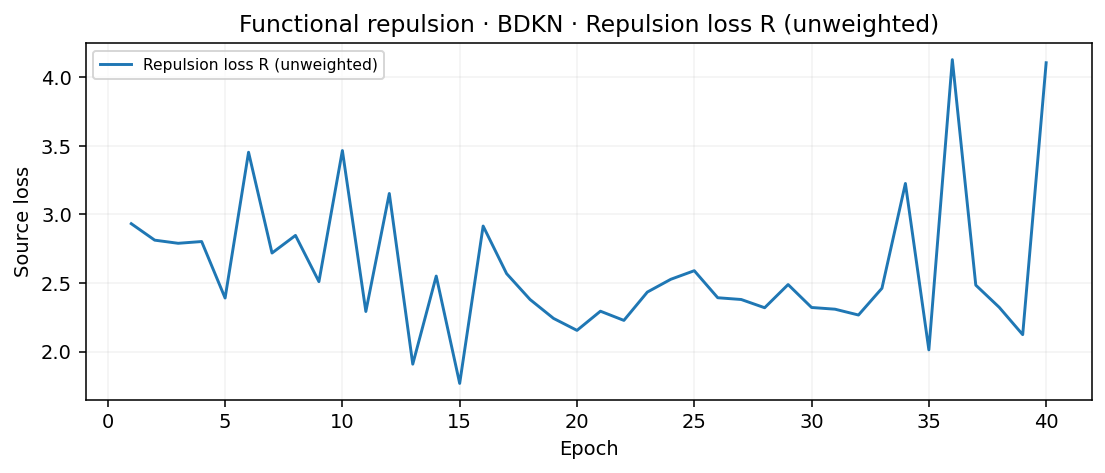 Functional repulsion · BDKN · Repulsion loss R (unweighted)
Repulsion loss R (unweighted)
Source loss
4.0
3.5
3.0
2.5
2.0
0 5 10 15 20 25 30 35 40
Epoch